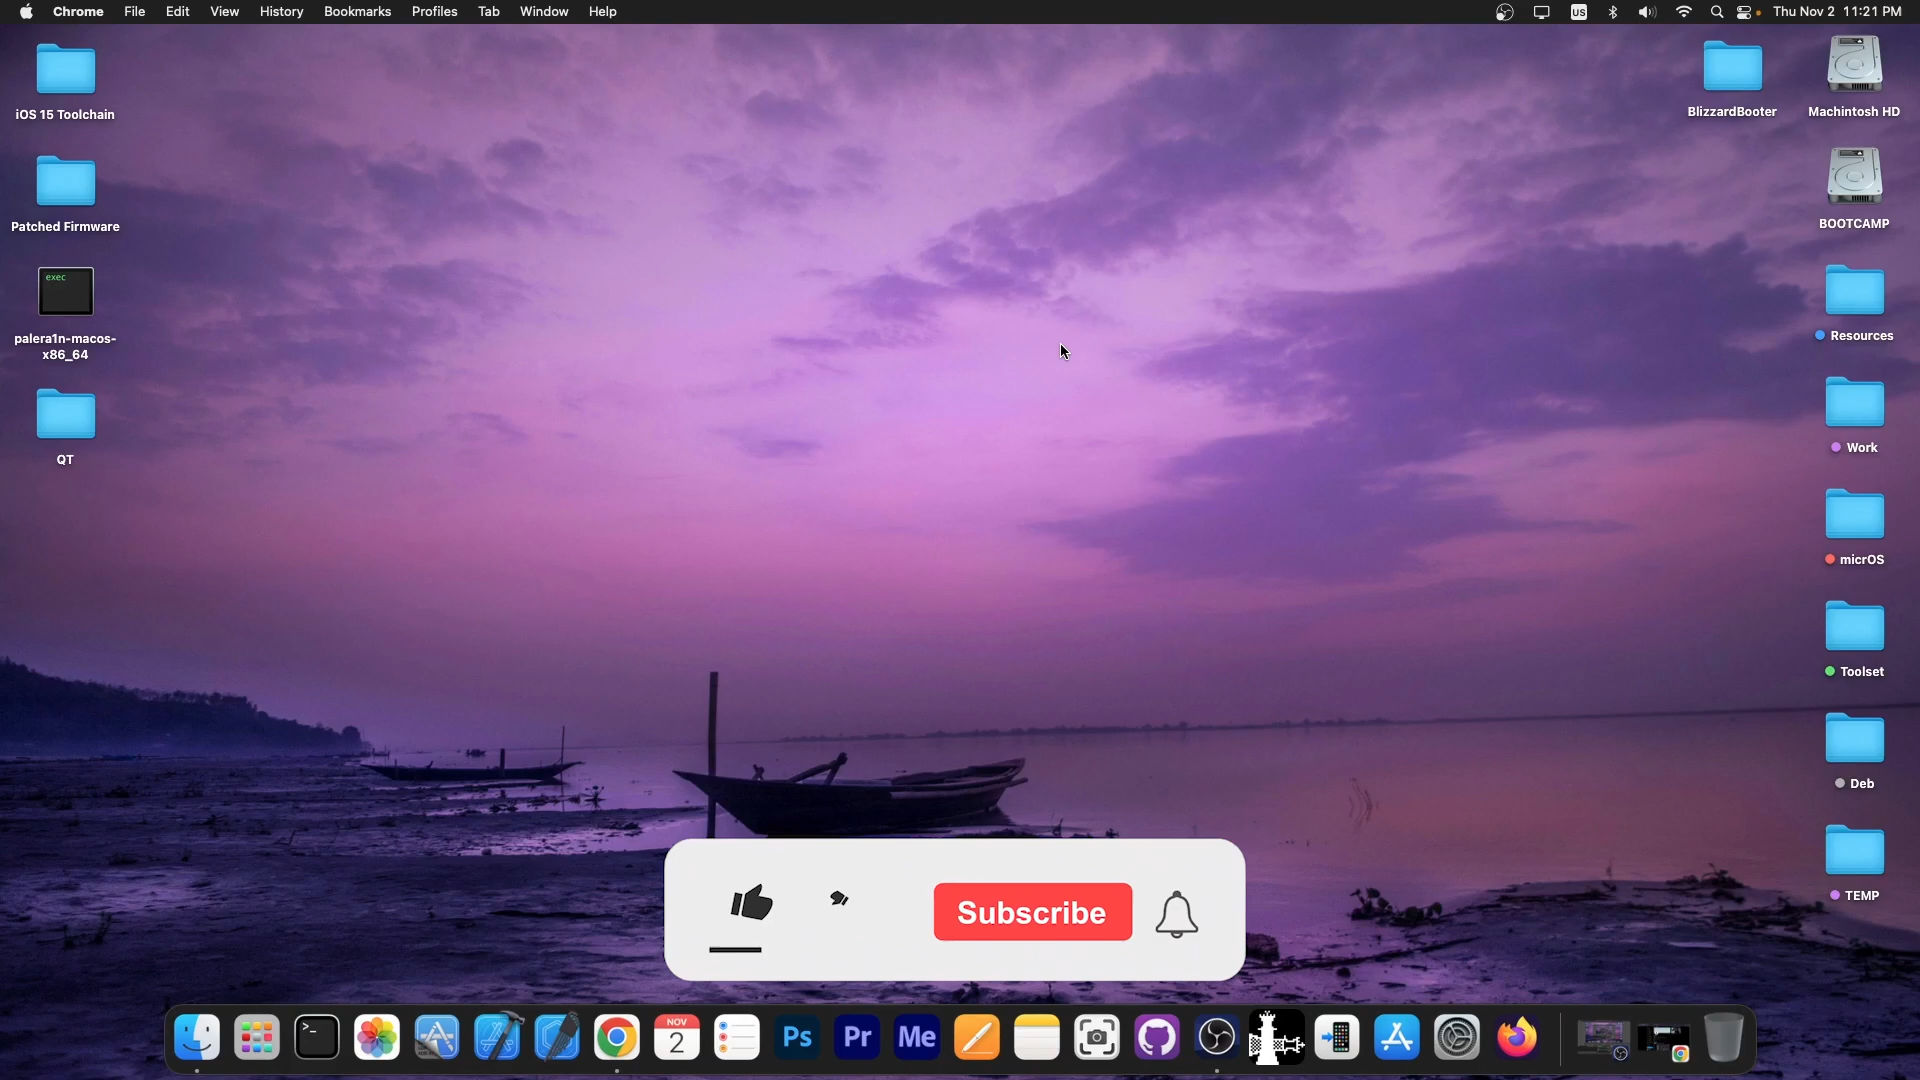 Chrome File Edit View History Bookmarks Profiles Tab Window Help
US
Thu Nov 2 11:21 PM
iOS 15 Toolchain
Patched Firmware
exec
palera1n-macos-
x86_64
QT
BlizzardBooter
Machintosh HD
BOOTCAMP
Resources
Work
micrOS
Toolset
Deb
TEMP
Subscribe
>_
NOV
2
Ps
Pr
Me